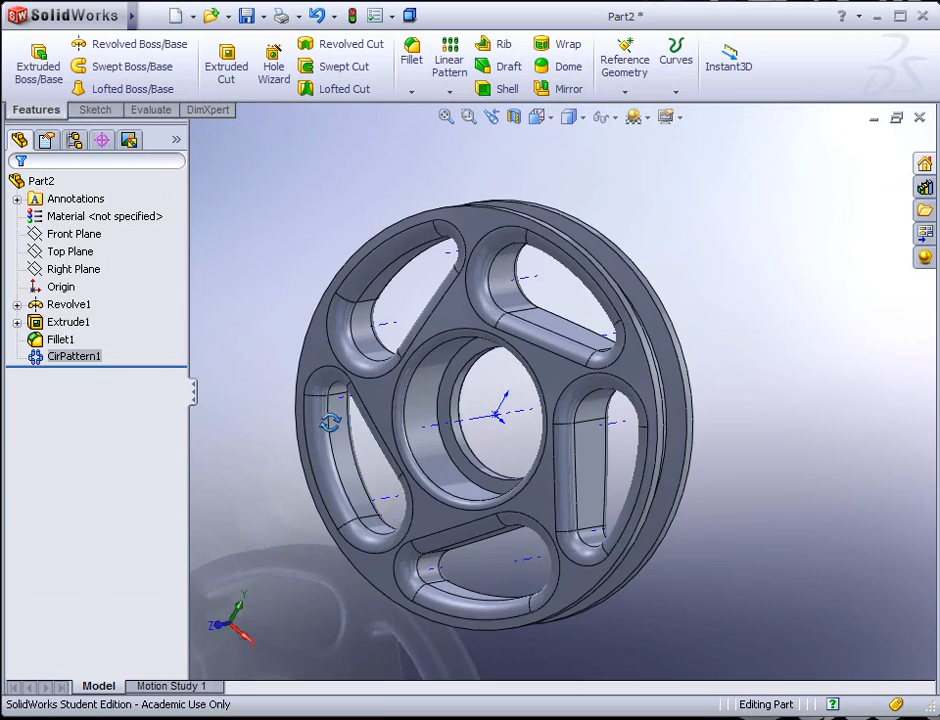 SolidWorks
Part2 *
Extruded Boss/Base
Revolved Boss/Base
Swept Boss/Base
Lofted Boss/Base
Extruded Cut
Hole Wizard
Revolved Cut
Swept Cut
Lofted Cut
Fillet
Linear Pattern
Rib
Draft
Shell
Wrap
Dome
Mirror
Reference Geometry
Curves
Instant3D
Features
Sketch
Evaluate
DimXpert
Part2
Annotations
Material <not specified>
Front Plane
Top Plane
Right Plane
Origin
Revolve1
Extrude1
Fillet1
CirPattern1
Y
Z
X
Model
Motion Study 1
SolidWorks Student Edition - Academic Use Only
Editing Part